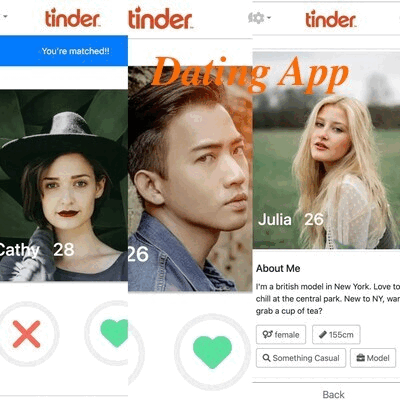 tinder
You're matched!!
Cathy 28
tinder
26
Dating App
tinder
Julia 26
About Me
I'm a british model in New York. Love to
chill at the central park. New to NY, wan
grab a cup of tea?
female
155cm
Something Casual
Model
Back